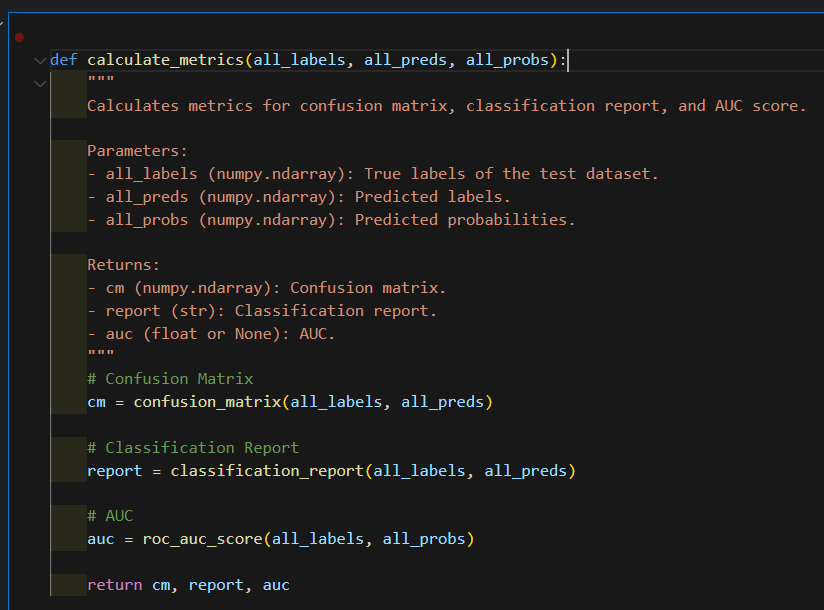 def calculate_metrics(all_labels, all_preds, all_probs):
"""
Calculates metrics for confusion matrix, classification report, and AUC score.
Parameters:
- all_labels (numpy.ndarray): True labels of the test dataset.
- all_preds (numpy.ndarray): Predicted labels.
- all_probs (numpy.ndarray): Predicted probabilities.
Returns:
- cm (numpy.ndarray): Confusion matrix.
- report (str): Classification report.
- auc (float or None): AUC.
"""
# Confusion Matrix
cm = confusion_matrix(all_labels, all_preds)
# Classification Report
report = classification_report(all_labels, all_preds)
# AUC
auc = roc_auc_score(all_labels, all_probs)
return cm, report, auc